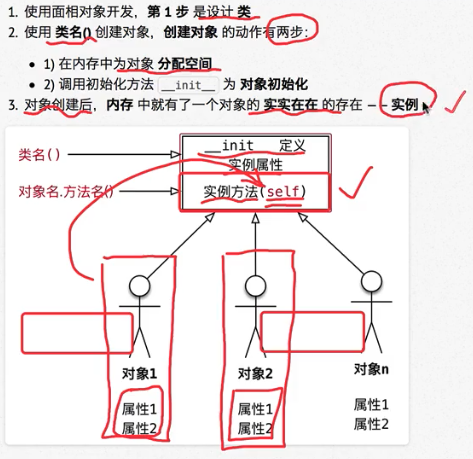 1. 使用面相对象开发，第 1 步 是设计 类
2. 使用 类名() 创建对象，创建对象 的动作有两步：
• 1) 在内存中为对象 分配空间
• 2) 调用初始化方法 __init__ 为 对象初始化
3. 对象创建后，内存 中就有了一个对象的 实实在在 的存在 —— 实例
类名()
__init__ 定义
实例属性
对象名.方法名()
实例方法(self)
对象1
对象2
对象n
属性1
属性1
属性1
属性2
属性2
属性2